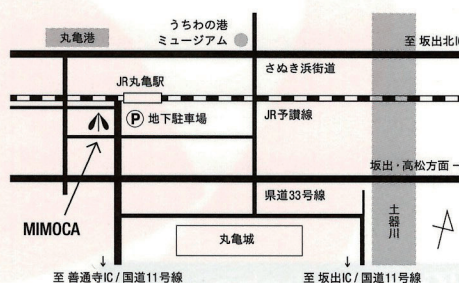 うちわの港
ミュージアム
丸亀港
至 坂出北IC
さぬき浜街道
JR丸亀駅
P 地下駐車場
JR予讃線
坂出・高松方面
県道33号線
MIMOCA
土器川
丸亀城
至 善通寺IC / 国道11号線
至 坂出IC / 国道11号線